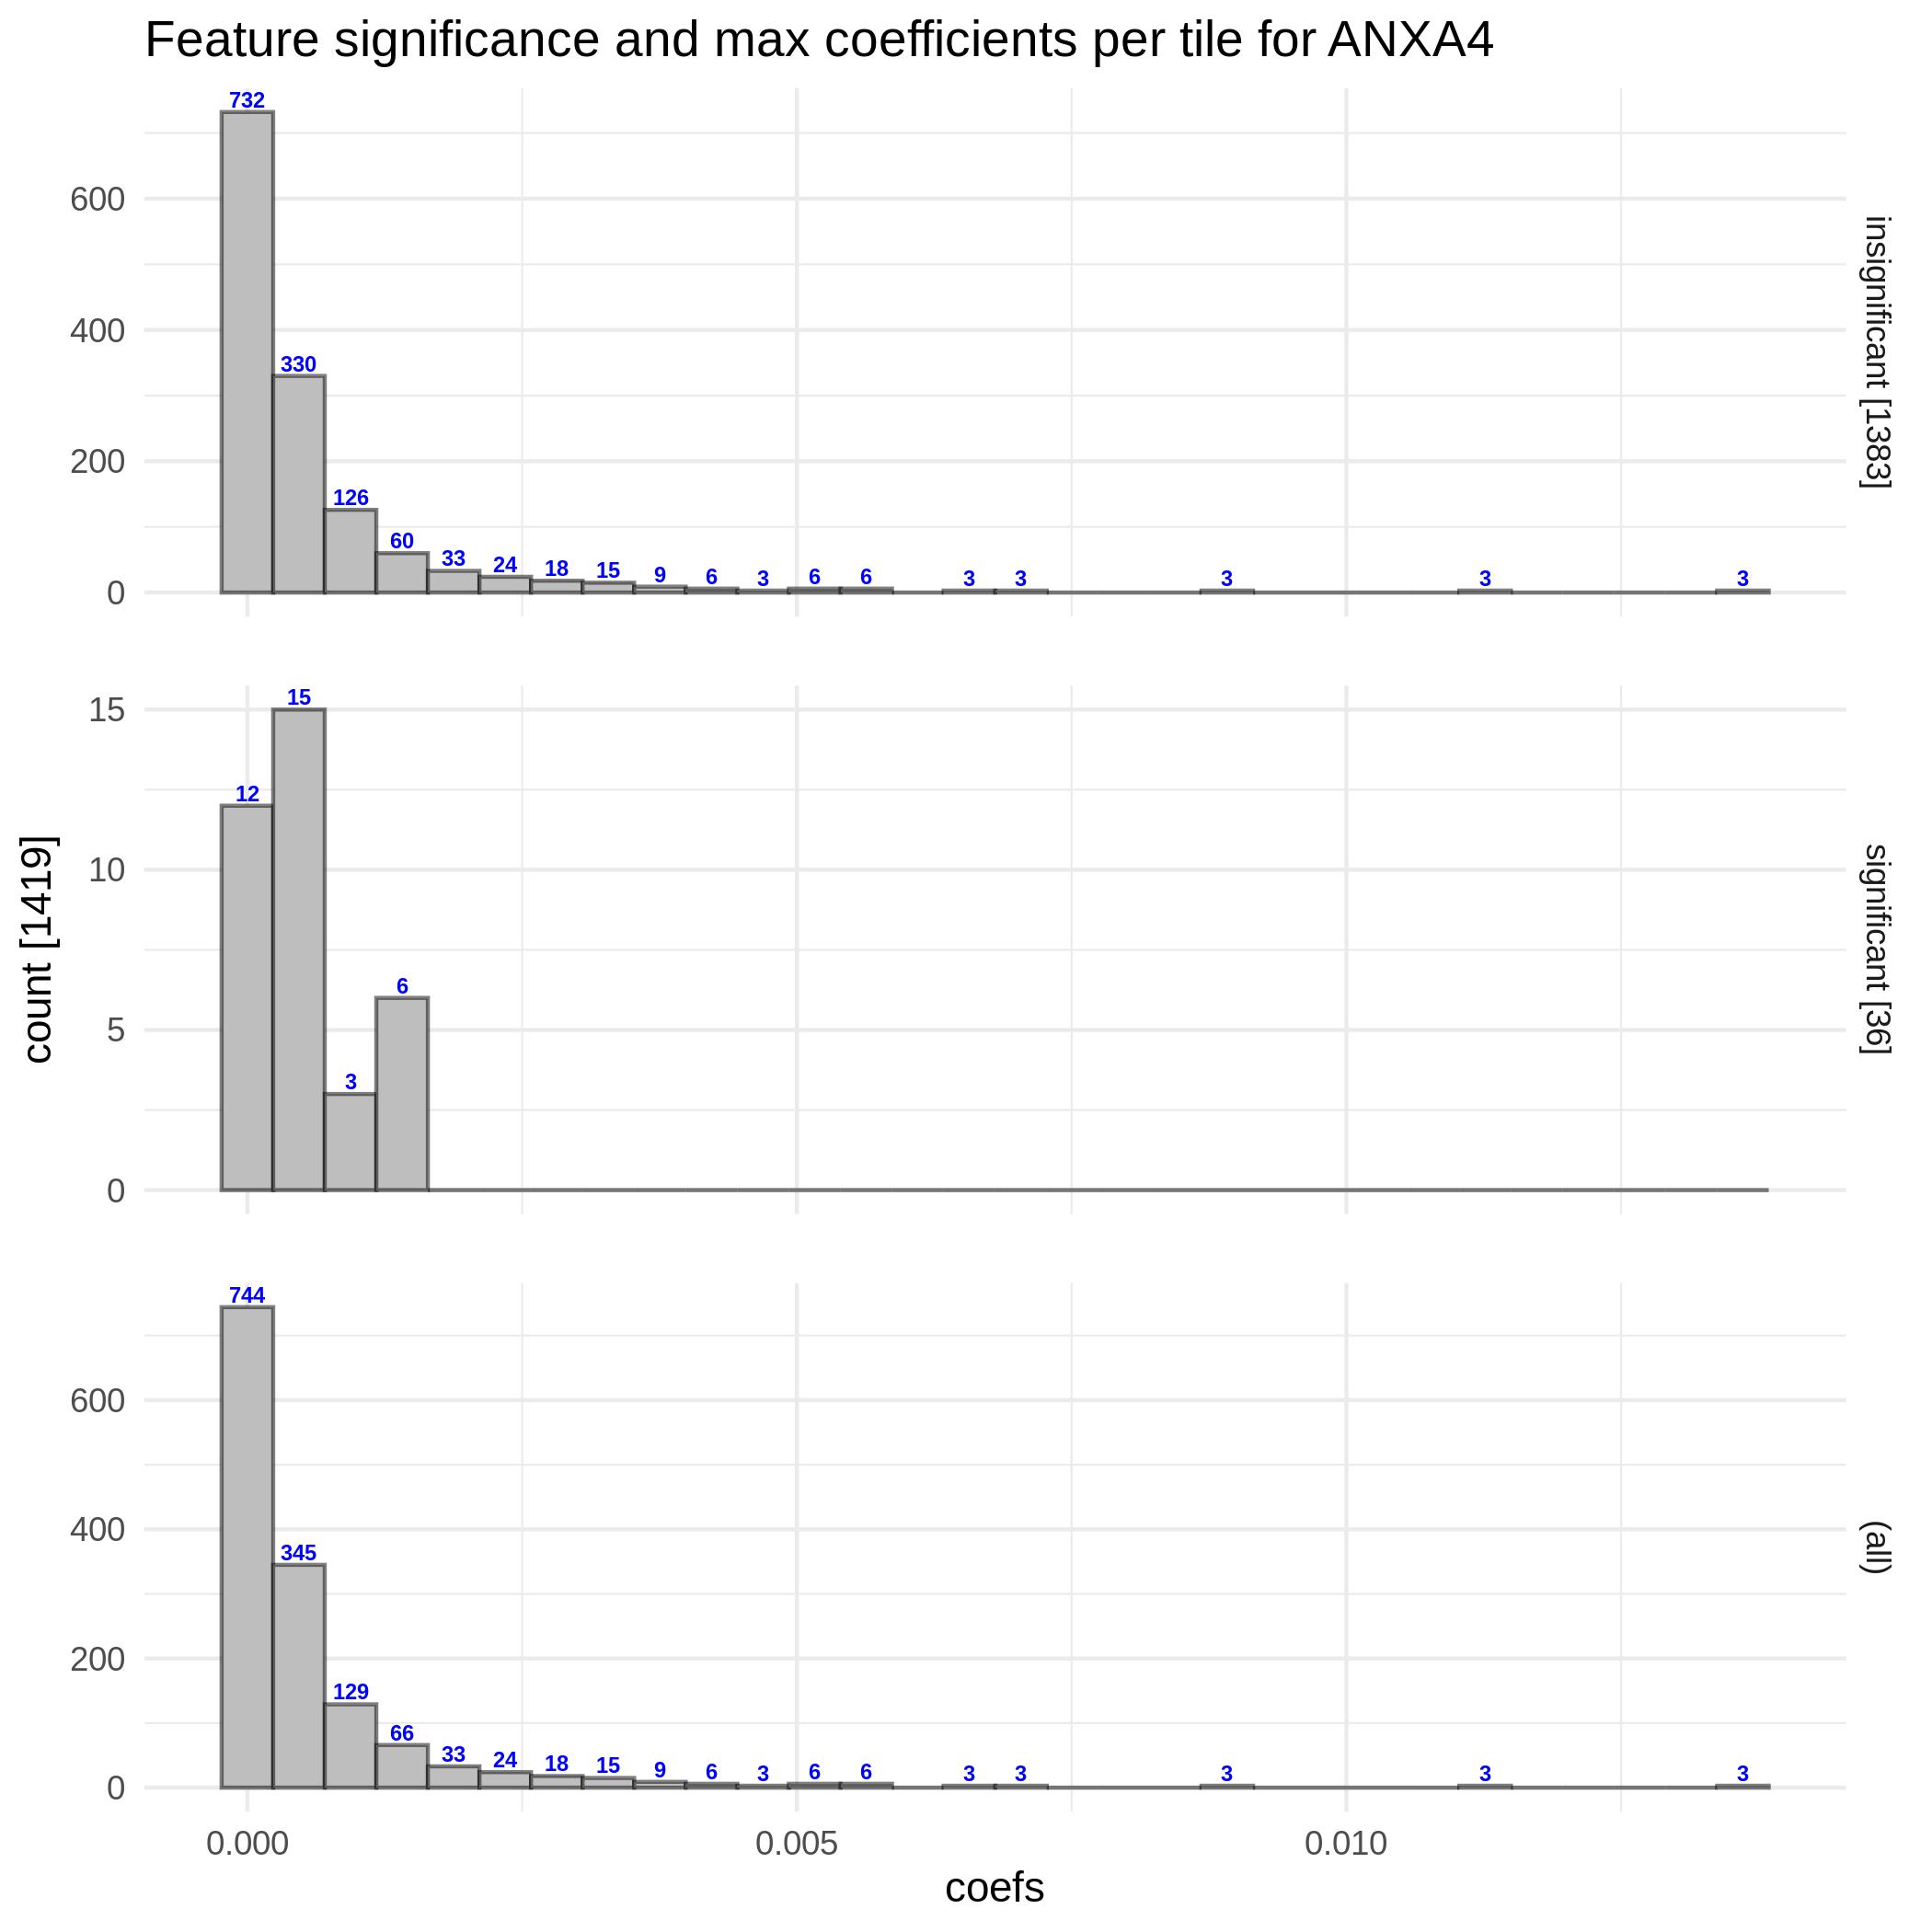 Feature significance and max coefficients per tile for ANXA4
732
600
330
400
200
126
60
33 24 18 15 9 6 3 6 6 3 3 3 3 3
0
insignificant [1383]
15
15
12
10
6
5
3
0
significant [36]
count [1419]
744
600
400
345
200
129
66
33 24 18 15 9 6 3 6 6 3 3 3 3 3
0
(all)
0.000 0.005 0.010
coefs